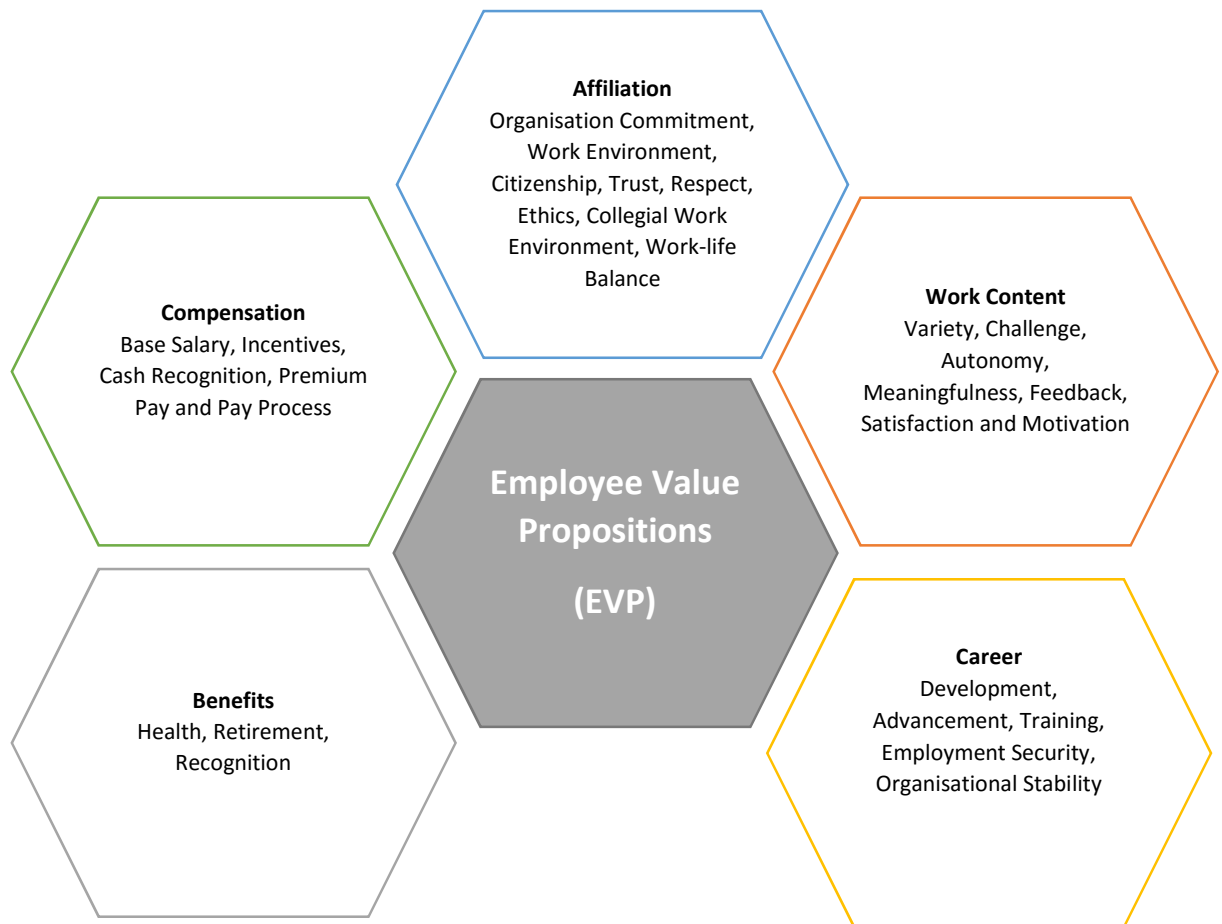 Affiliation
Organisation Commitment,
Work Environment,
Citizenship, Trust, Respect,
Ethics, Collegial Work
Environment, Work-life
Balance
Compensation
Base Salary, Incentives,
Cash Recognition, Premium
Pay and Pay Process
Work Content
Variety, Challenge,
Autonomy,
Meaningfulness, Feedback,
Satisfaction and Motivation
Employee Value
Propositions
(EVP)
Benefits
Health, Retirement,
Recognition
Career
Development,
Advancement, Training,
Employment Security,
Organisational Stability